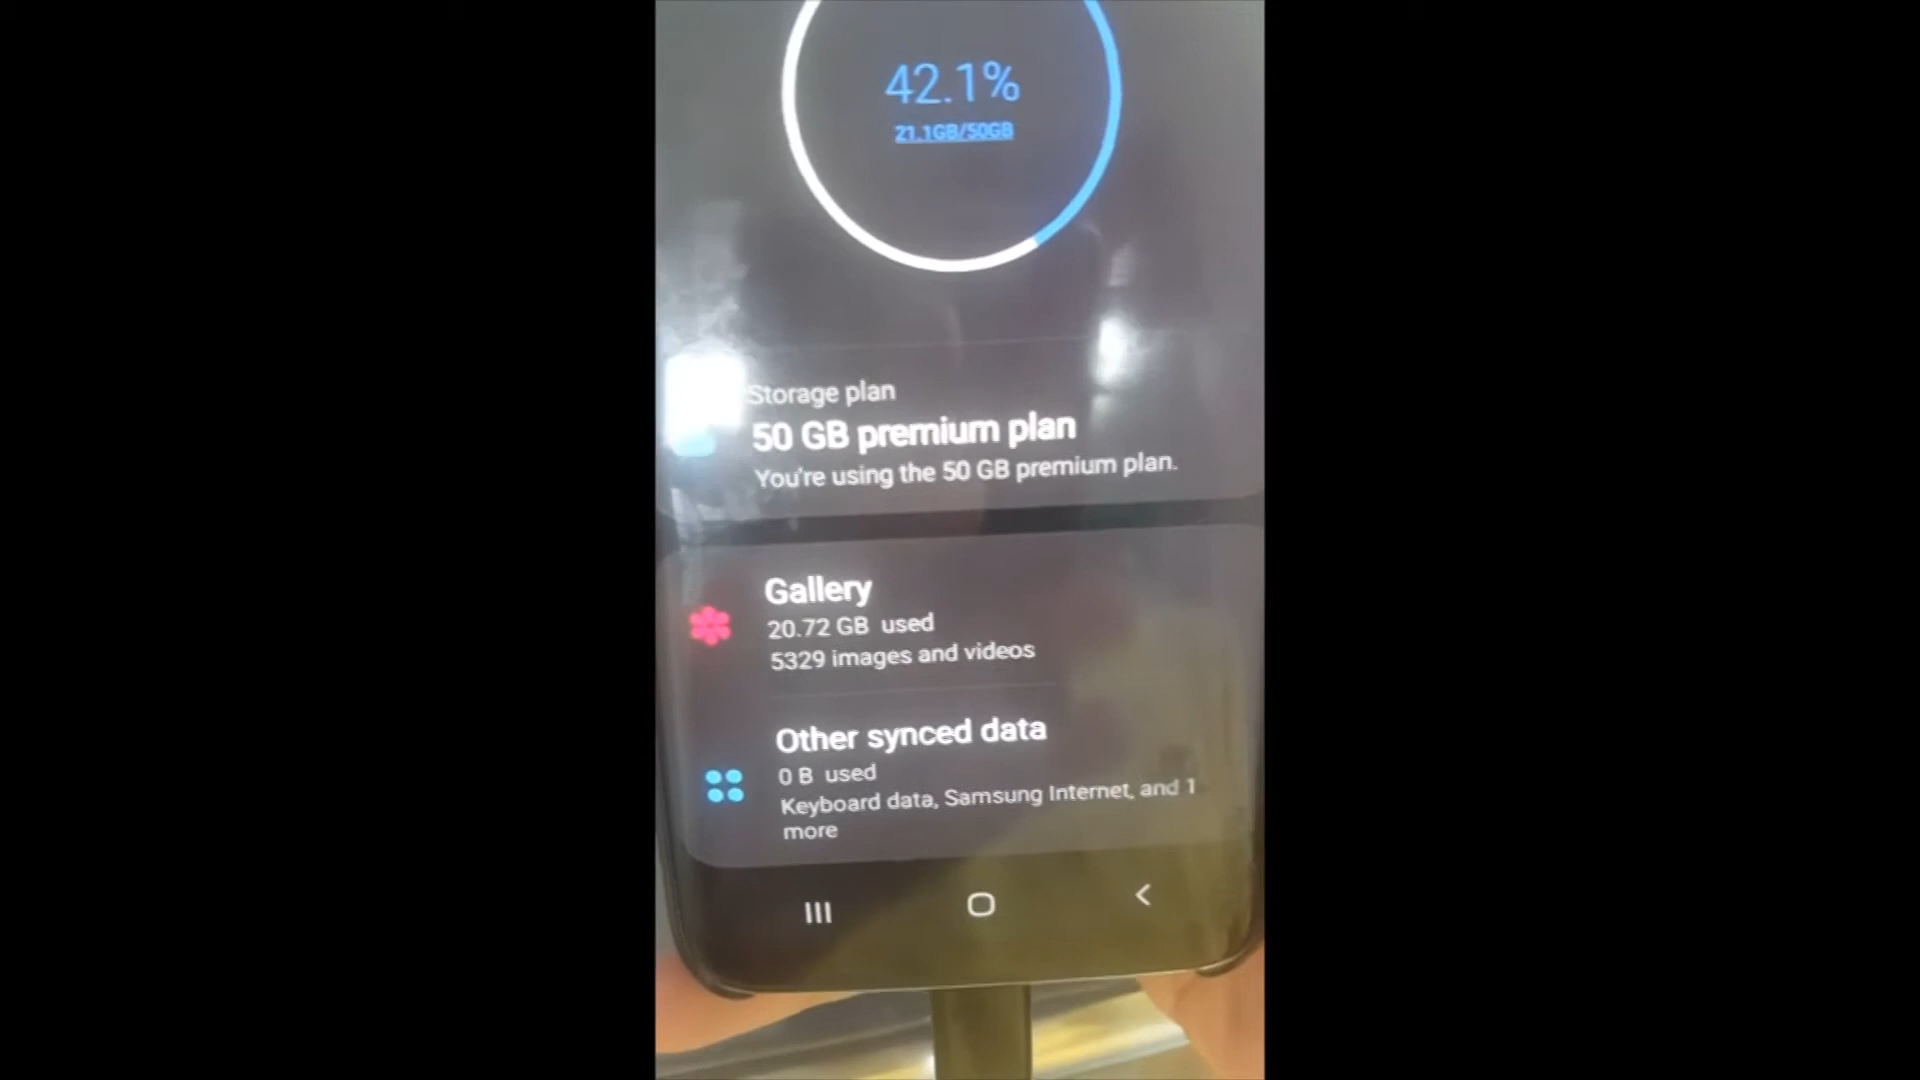 42.1%
21.1GB/50GB
Storage plan
50 GB premium plan
You're using the 50 GB premium plan.
Gallery
20.72 GB used
5329 images and videos
Other synced data
0 B used
Keyboard data, Samsung Internet, and 1
more